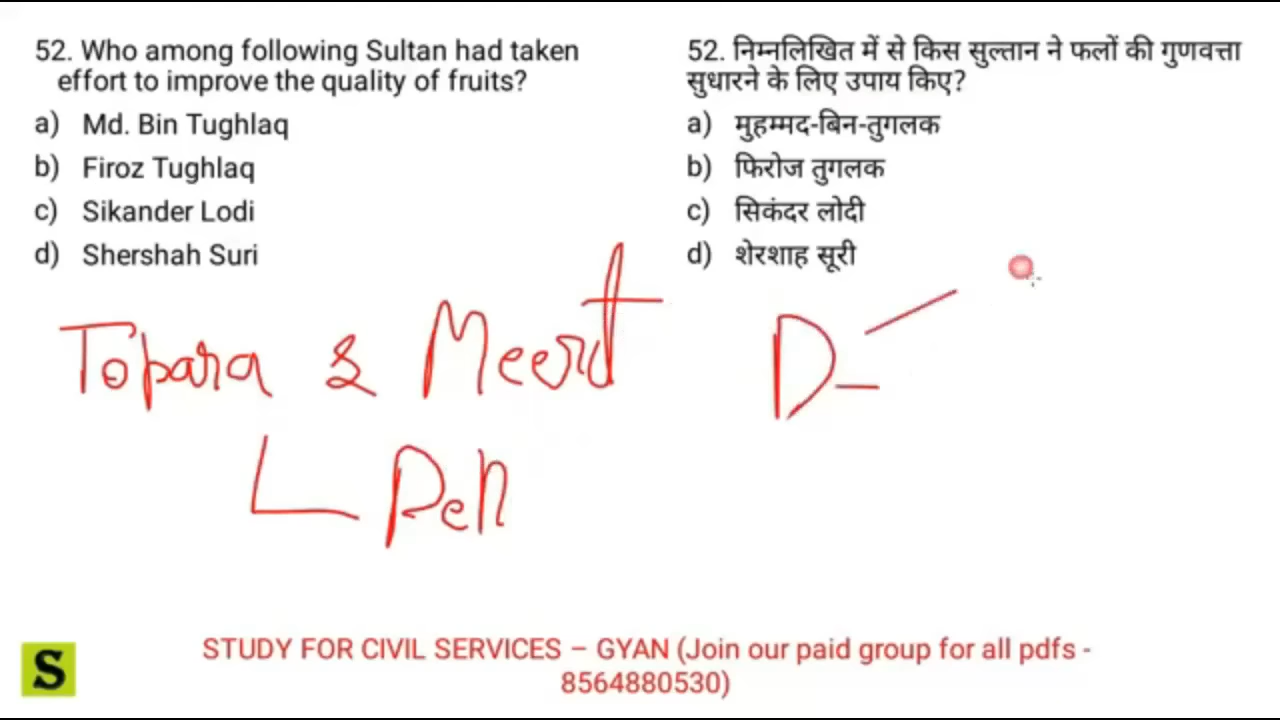 52. Who among following Sultan had taken
effort to improve the quality of fruits?
a) Md. Bin Tughlaq
b) Firoz Tughlaq
c) Sikander Lodi
d) Shershah Suri
52. निम्नलिखित में से किस सुल्तान ने फलों की गुणवत्ता
सुधारने के लिए उपाय किए?
a) मुहम्मद-बिन-तुगलक
b) फिरोज तुगलक
c) सिकंदर लोदी
d) शेरशाह सूरी
Topara & Meerut
Del
D
S
STUDY FOR CIVIL SERVICES – GYAN (Join our paid group for all pdfs -
8564880530)